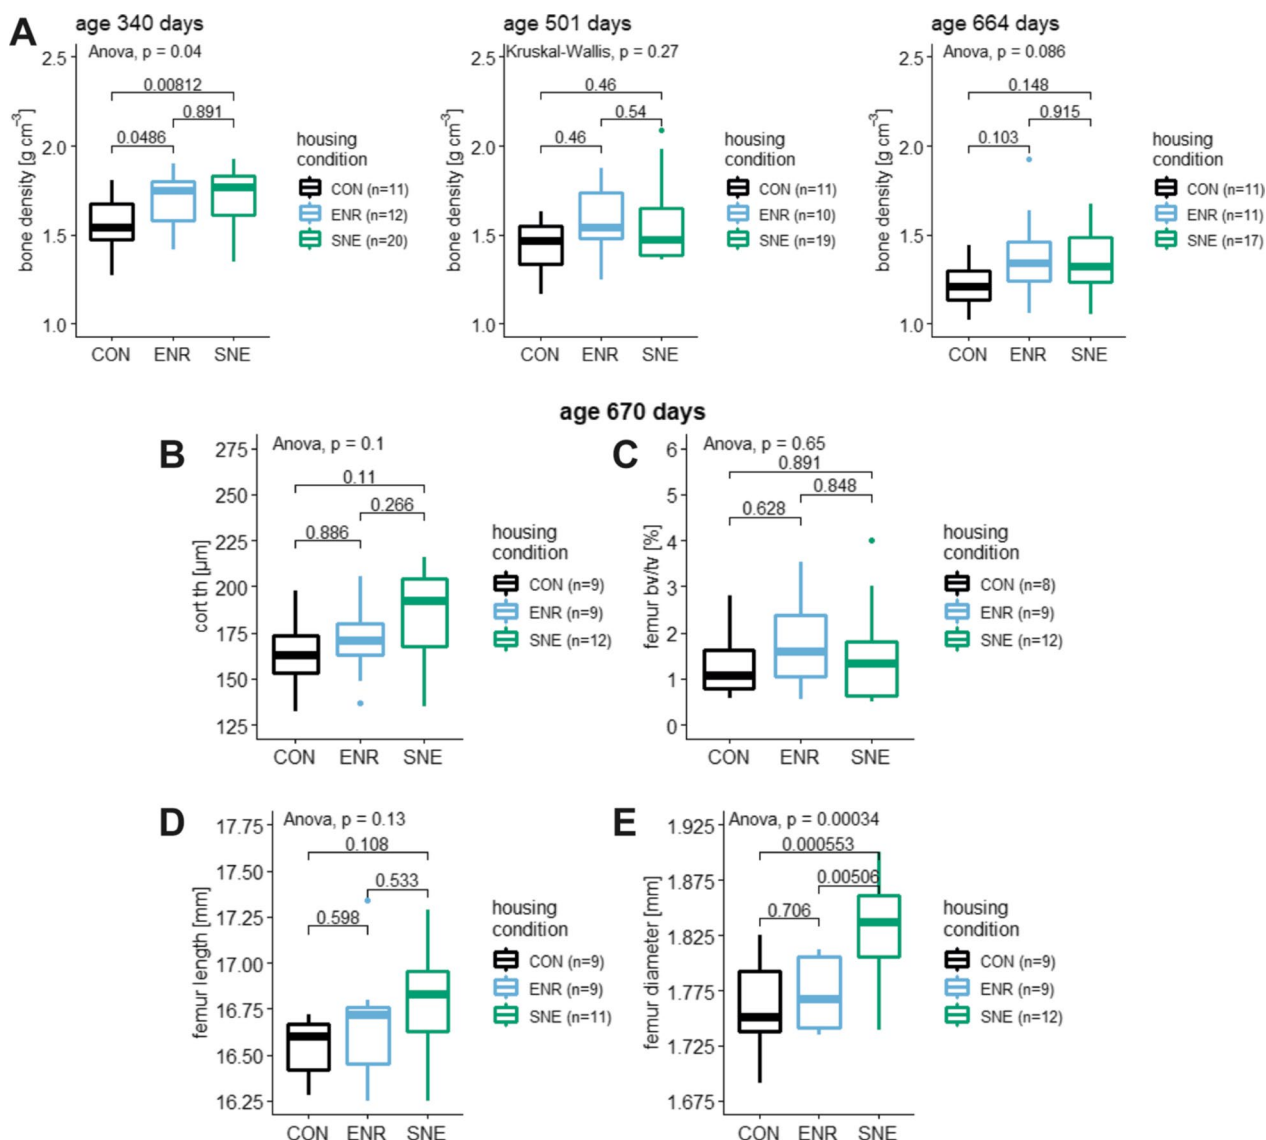 A
age 340 days
Anova, p = 0.04
2.5
2.0
1.5
1.0
bone density [g cm⁻³]
0.00812
0.891
0.0486
CON
ENR
SNE
housing
condition
CON (n=11)
ENR (n=12)
SNE (n=20)
age 501 days
Kruskal-Wallis, p = 0.27
2.5
2.0
1.5
1.0
bone density [g cm⁻³]
0.46
0.54
0.46
CON
ENR
SNE
housing
condition
CON (n=11)
ENR (n=10)
SNE (n=19)
age 664 days
Anova, p = 0.086
2.5
2.0
1.5
1.0
bone density [g cm⁻³]
0.148
0.915
0.103
CON
ENR
SNE
housing
condition
CON (n=11)
ENR (n=11)
SNE (n=17)
age 670 days
B
Anova, p = 0.1
275
250
225
200
175
150
125
cort th [µm]
0.11
0.266
0.886
CON
ENR
SNE
housing
condition
CON (n=9)
ENR (n=9)
SNE (n=12)
C
Anova, p = 0.65
6
5
4
3
2
1
0
femur bv/tv [%]
0.891
0.848
0.628
CON
ENR
SNE
housing
condition
CON (n=8)
ENR (n=9)
SNE (n=12)
D
Anova, p = 0.13
17.75
17.50
17.25
17.00
16.75
16.50
16.25
femur length [mm]
0.108
0.533
0.598
CON
ENR
SNE
housing
condition
CON (n=9)
ENR (n=9)
SNE (n=11)
E
Anova, p = 0.00034
1.925
1.875
1.825
1.775
1.725
1.675
femur diameter [mm]
0.000553
0.00506
0.706
CON
ENR
SNE
housing
condition
CON (n=9)
ENR (n=9)
SNE (n=12)